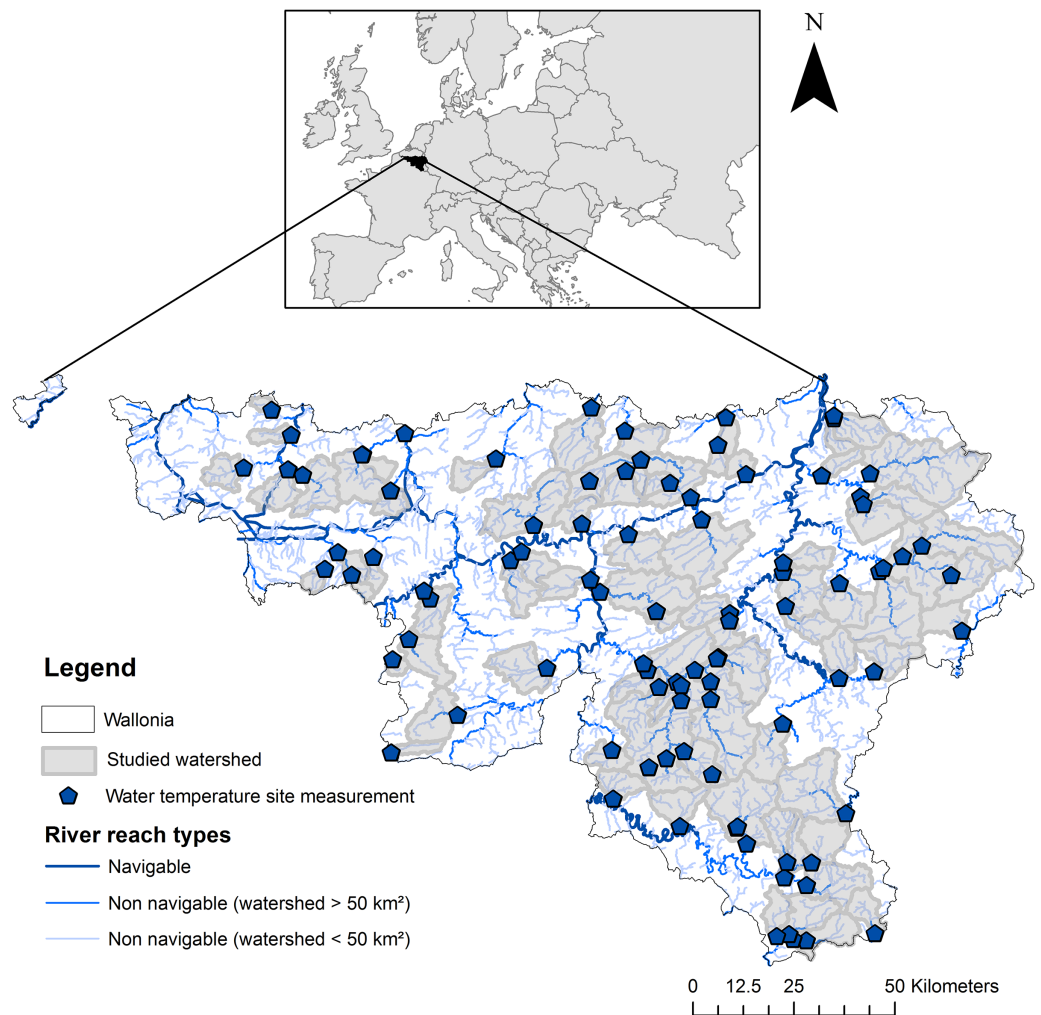 N
Legend
Wallonia
Studied watershed
Water temperature site measurement
River reach types
Navigable
Non navigable (watershed > 50 km²)
Non navigable (watershed < 50 km²)
0 12.5 25 50 Kilometers